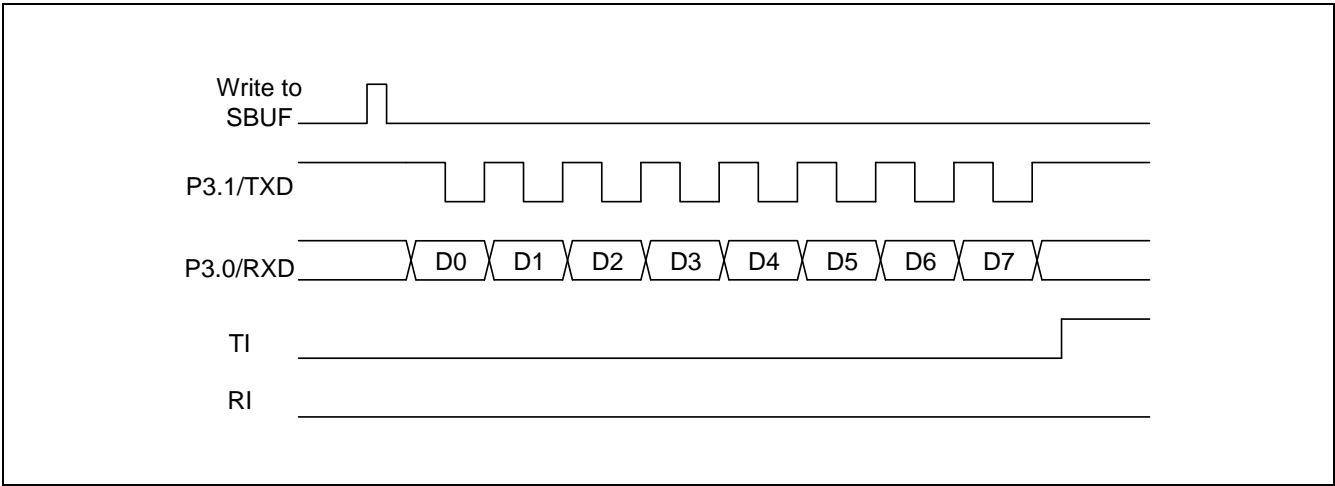 Write to
SBUF
P3.1/TXD
P3.0/RXD D0 D1 D2 D3 D4 D5 D6 D7
TI
RI